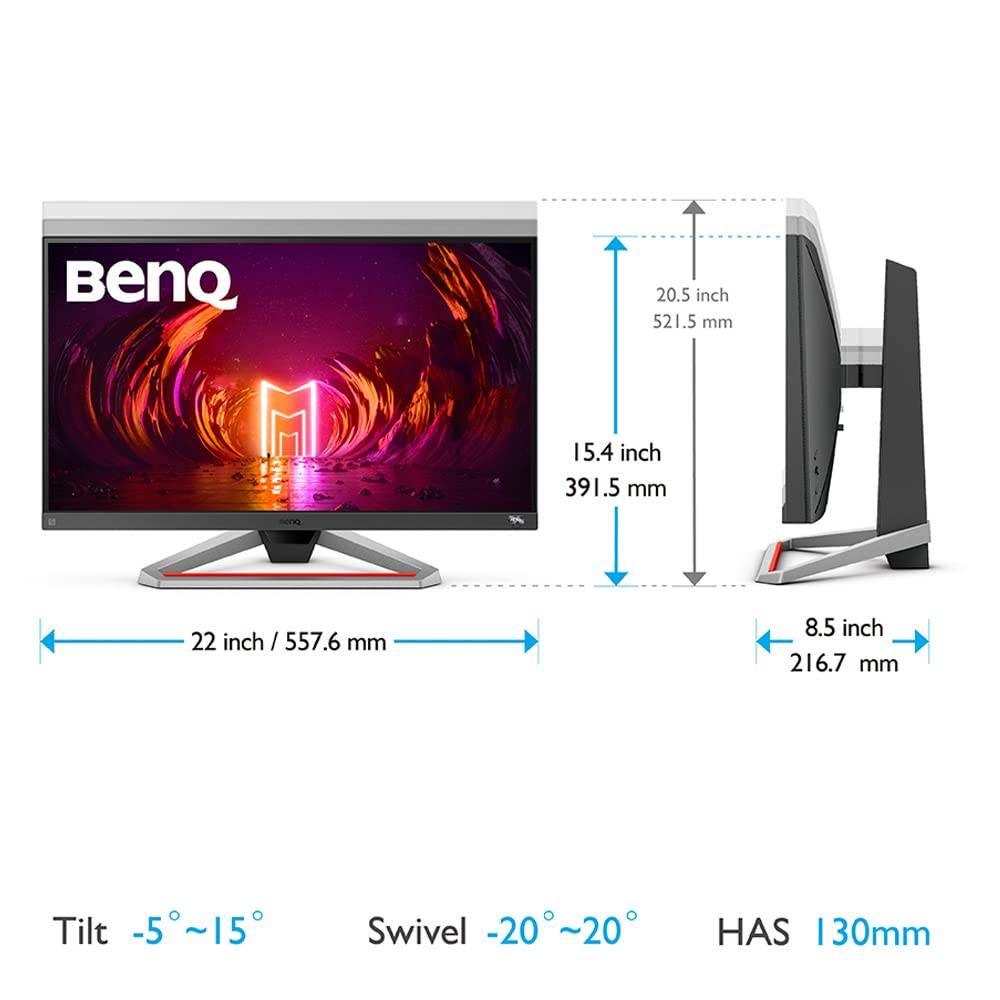 BenQ
20.5 inch
521.5 mm
15.4 inch
391.5 mm
BenQ
22 inch / 557.6 mm
8.5 inch
216.7 mm
Tilt -5°~15°
Swivel -20°~20°
HAS 130mm